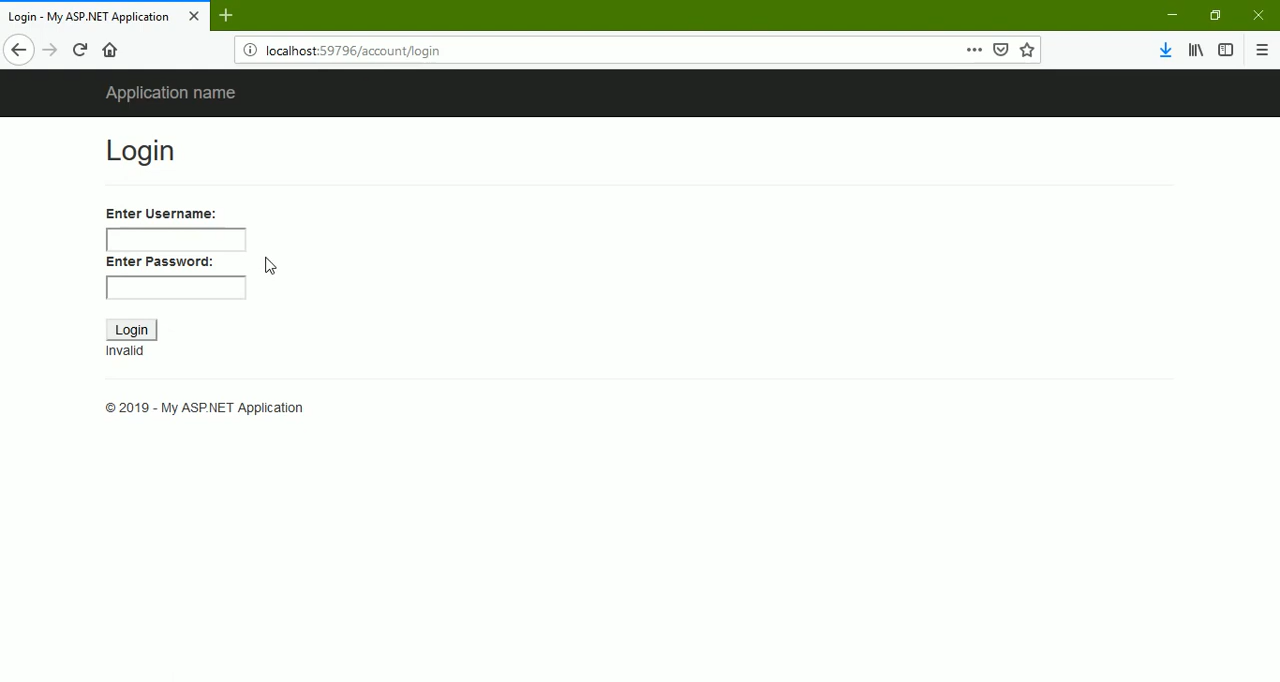 Login - My ASP.NET Application
localhost:59796/account/login
Application name
Login
Enter Username:
Enter Password:
Login
Invalid
© 2019 - My ASP.NET Application